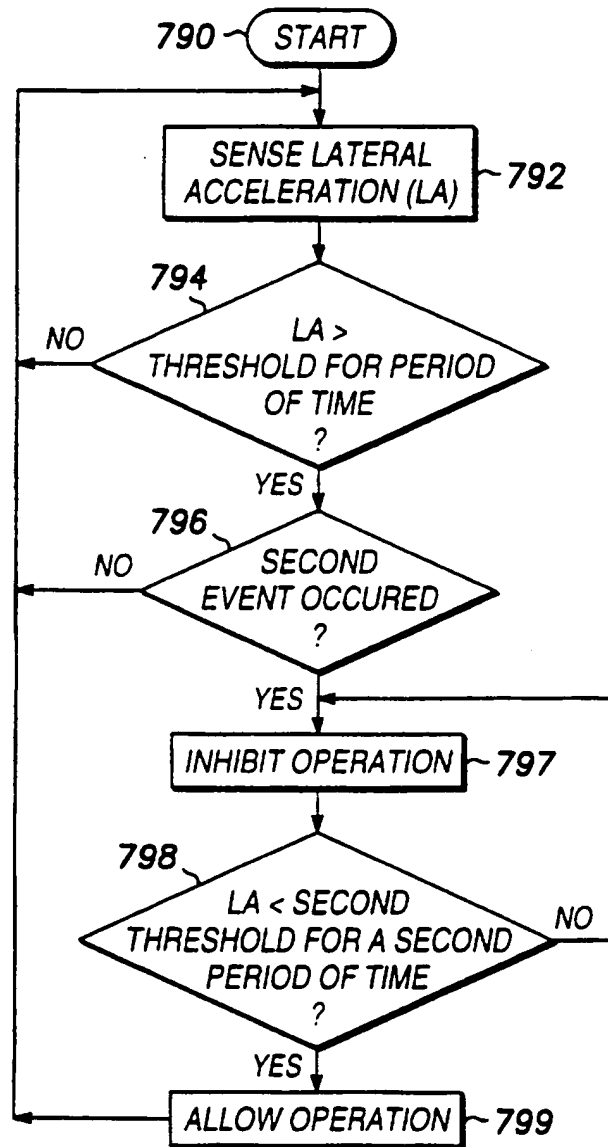 790
START
SENSE LATERAL
ACCELERATION (LA)
792
794
LA >
THRESHOLD FOR PERIOD
OF TIME
?
NO
YES
796
SECOND
EVENT OCCURED
?
NO
YES
INHIBIT OPERATION
797
798
LA < SECOND
THRESHOLD FOR A SECOND
PERIOD OF TIME
?
NO
YES
ALLOW OPERATION
799